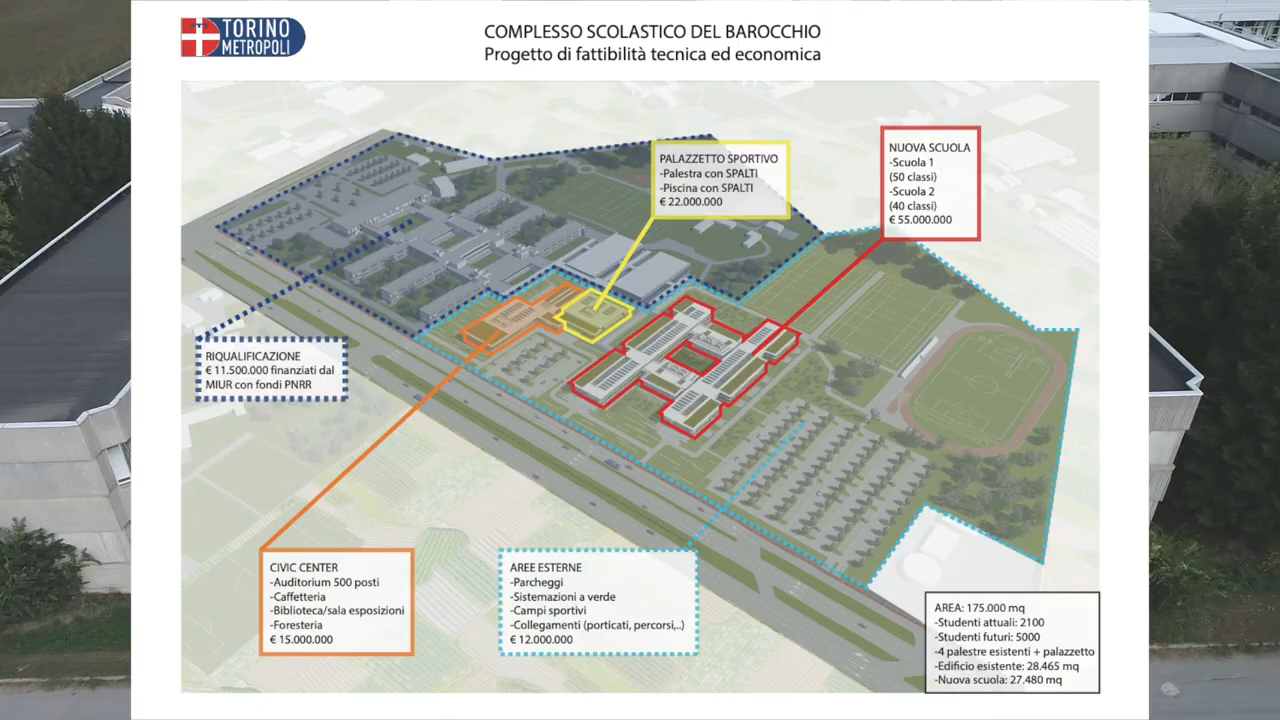 TORINO
METROPOLI
COMPLESSO SCOLASTICO DEL BAROCCHIO
Progetto di fattibilità tecnica ed economica
PALAZZETTO SPORTIVO
-Palestra con SPALTI
-Piscina con SPALTI
€ 22.000.000
NUOVA SCUOLA
-Scuola 1
(50 classi)
-Scuola 2
(40 classi)
€ 55.000.000
RIQUALIFICAZIONE
€ 11.500.000 finanziati dal
MIUR con fondi PNRR
CIVIC CENTER
-Auditorium 500 posti
-Caffetteria
-Biblioteca/sala esposizioni
-Foresteria
€ 15.000.000
AREE ESTERNE
-Parcheggi
-Sistemazioni a verde
-Campi sportivi
-Collegamenti (porticati, percorsi,..)
€ 12.000.000
AREA: 175.000 mq
-Studenti attuali: 2100
-Studenti futuri: 5000
-4 palestre esistenti + palazzetto
-Edificio esistente: 28.465 mq
-Nuova scuola: 27.480 mq